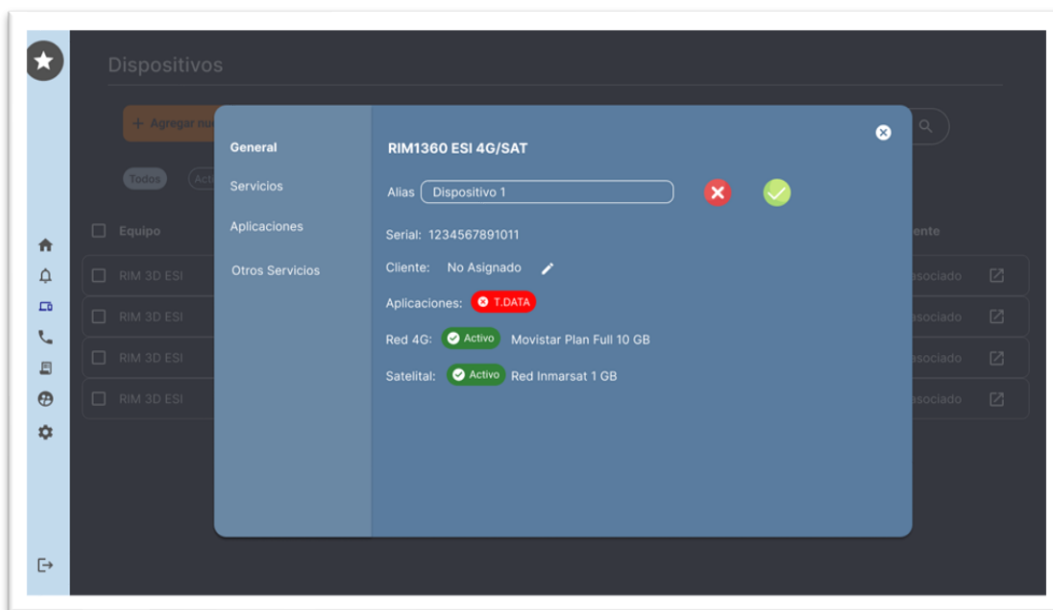 Dispositivos
+ Agregar nu
Todos Acti
Equipo ente
RIM 3D ESI asociado
RIM 3D ESI asociado
RIM 3D ESI asociado
RIM 3D ESI asociado
General
Servicios
Aplicaciones
Otros Servicios
RIM1360 ESI 4G/SAT
Alias Dispositivo 1
Serial: 1234567891011
Cliente: No Asignado
Aplicaciones: T.DATA
Red 4G: Activo Movistar Plan Full 10 GB
Satelital: Activo Red Inmarsat 1 GB